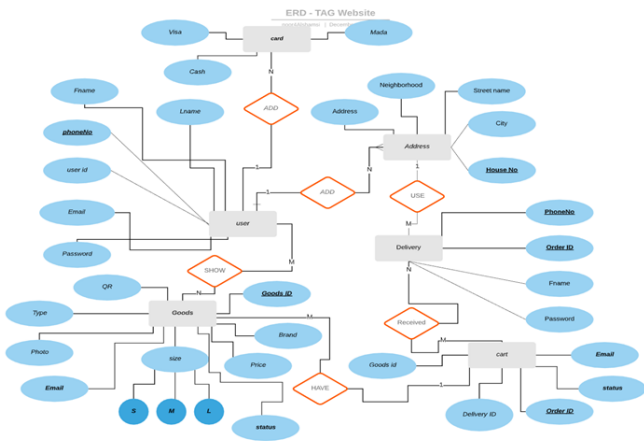 ERD - TAG Website
Visa
card
Mada
Cash
Fname
Neighborhood
Street name
Lname
N
ADD
Address
City
phoneNo
Address
House No
user id
1
N
1
ADD
1
USE
Email
user
M
PhoneNo
Password
M
Delivery
Order ID
SHOW
N
Fname
QR
N
Goods ID
Password
Type
Goods
M
Received
Brand
M
Photo
size
Price
Goods id
cart
Email
Email
HAVE
1
status
S
M
L
status
Delivery ID
Order ID